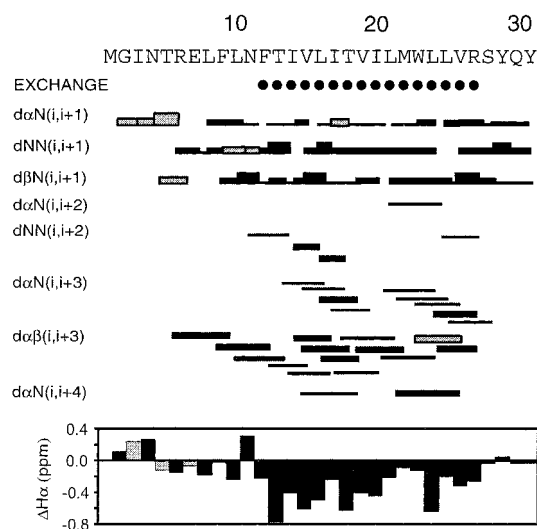 10 20 30
MGINTRELFLNFTIVLITVILMWLLVRSYQY
EXCHANGE
dαN(i,i+1)
dNN(i,i+1)
dβN(i,i+1)
dαN(i,i+2)
dNN(i,i+2)
dαN(i,i+3)
dαβ(i,i+3)
dαN(i,i+4)
ΔHα (ppm)
0.4
0.0
-0.4
-0.8